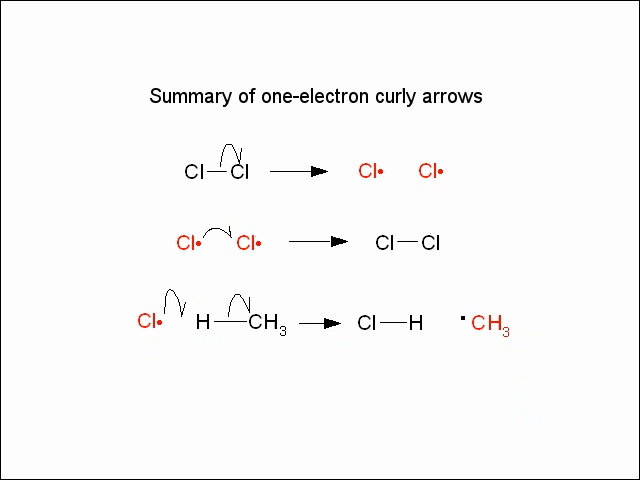 Summary of one-electron curly arrows
Cl—Cl → Cl• Cl•
Cl• Cl• → Cl—Cl
Cl• H—CH₃ → Cl—H •CH₃